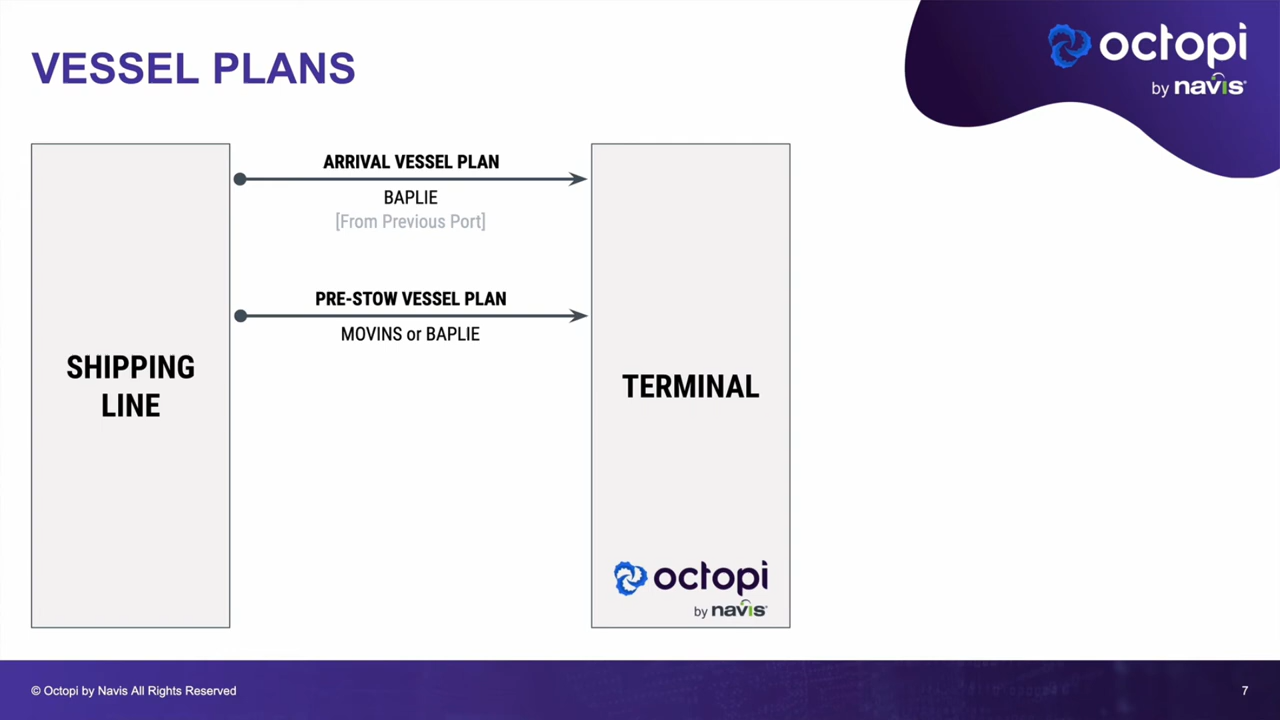 VESSEL PLANS
octopi
by navis
ARRIVAL VESSEL PLAN
BAPLIE
[From Previous Port]
PRE-STOW VESSEL PLAN
MOVINS or BAPLIE
SHIPPING
LINE
TERMINAL
octopi
by navis
© Octopi by Navis All Rights Reserved
7